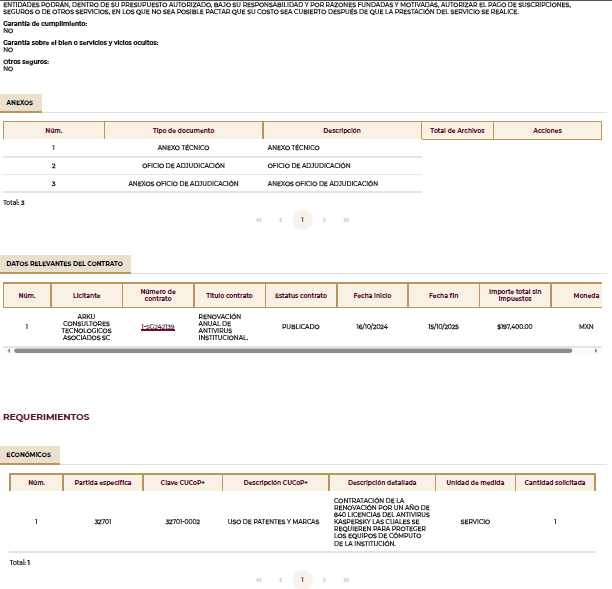 ENTIDADES PODRÁN, DENTRO DE SU PRESUPUESTO AUTORIZADO, BAJO SU RESPONSABILIDAD Y POR RAZONES FUNDADAS Y MOTIVADAS, AUTORIZAR EL PAGO DE SUSCRIPCIONES,
SEGUROS O DE OTROS SERVICIOS, EN LOS QUE NO SEA POSIBLE PACTAR QUE SU COSTO SEA CUBIERTO DESPUÉS DE QUE LA PRESTACIÓN DEL SERVICIO SE REALICE.
Garantía de cumplimiento:
NO
Garantía sobre el bien o servicios y vicios ocultos:
NO
Otros Seguros:
NO
ANEXOS
Núm. Tipo de documento Descripción Total de Archivos Acciones
1 ANEXO TÉCNICO ANEXO TÉCNICO
2 OFICIO DE ADJUDICACIÓN OFICIO DE ADJUDICACIÓN
3 ANEXOS OFICIO DE ADJUDICACIÓN ANEXOS OFICIO DE ADJUDICACIÓN
Total: 3
« ‹ 1 › »
DATOS RELEVANTES DEL CONTRATO
Núm. Licitante Número de contrato Título contrato Estatus contrato Fecha inicio Fecha fin Importe total sin impuestos Moneda
1 ARKU CONSULTORES TECNOLOGICOS ASOCIADOS SC 1-SG242139 RENOVACIÓN ANUAL DE ANTIVIRUS INSTITUCIONAL. PUBLICADO 16/10/2024 15/10/2025 $197,400.00 MXN
REQUERIMIENTOS
ECONÓMICOS
Núm. Partida específica Clave CUCoP+ Descripción CUCoP+ Descripción detallada Unidad de medida Cantidad solicitada
1 32701 32701-0002 USO DE PATENTES Y MARCAS CONTRATACIÓN DE LA RENOVACIÓN POR UN AÑO DE 840 LICENCIAS DEL ANTIVIRUS KASPERSKY LAS CUALES SE REQUIEREN PARA PROTEGER LOS EQUIPOS DE CÓMPUTO DE LA INSTITUCIÓN. SERVICIO 1
Total: 1
« ‹ 1 › »